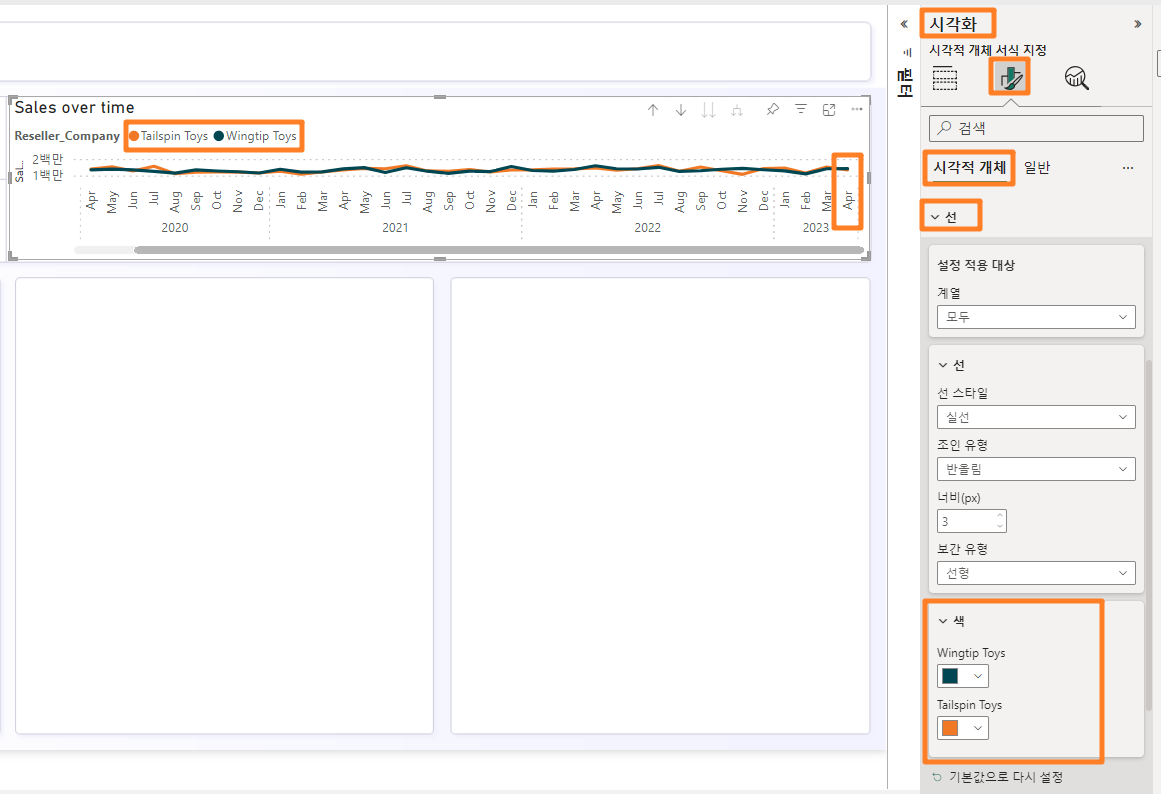 Sales over time
Reseller_Company Tailspin Toys Wingtip Toys
Sal...
2백만
1백만
Apr May Jun Jul Aug Sep Oct Nov Dec Jan Feb Mar Apr May Jun Jul Aug Sep Oct Nov Dec Jan Feb Mar Apr May Jun Jul Aug Sep Oct Nov Dec Jan Feb Mar Apr
2020 2021 2022 2023
필터
시각화
시각적 개체 서식 지정
검색
시각적 개체 일반
선
설정 적용 대상
계열
모두
선
선 스타일
실선
조인 유형
반올림
너비(px)
3
보간 유형
선형
색
Wingtip Toys
Tailspin Toys
기본값으로 다시 설정